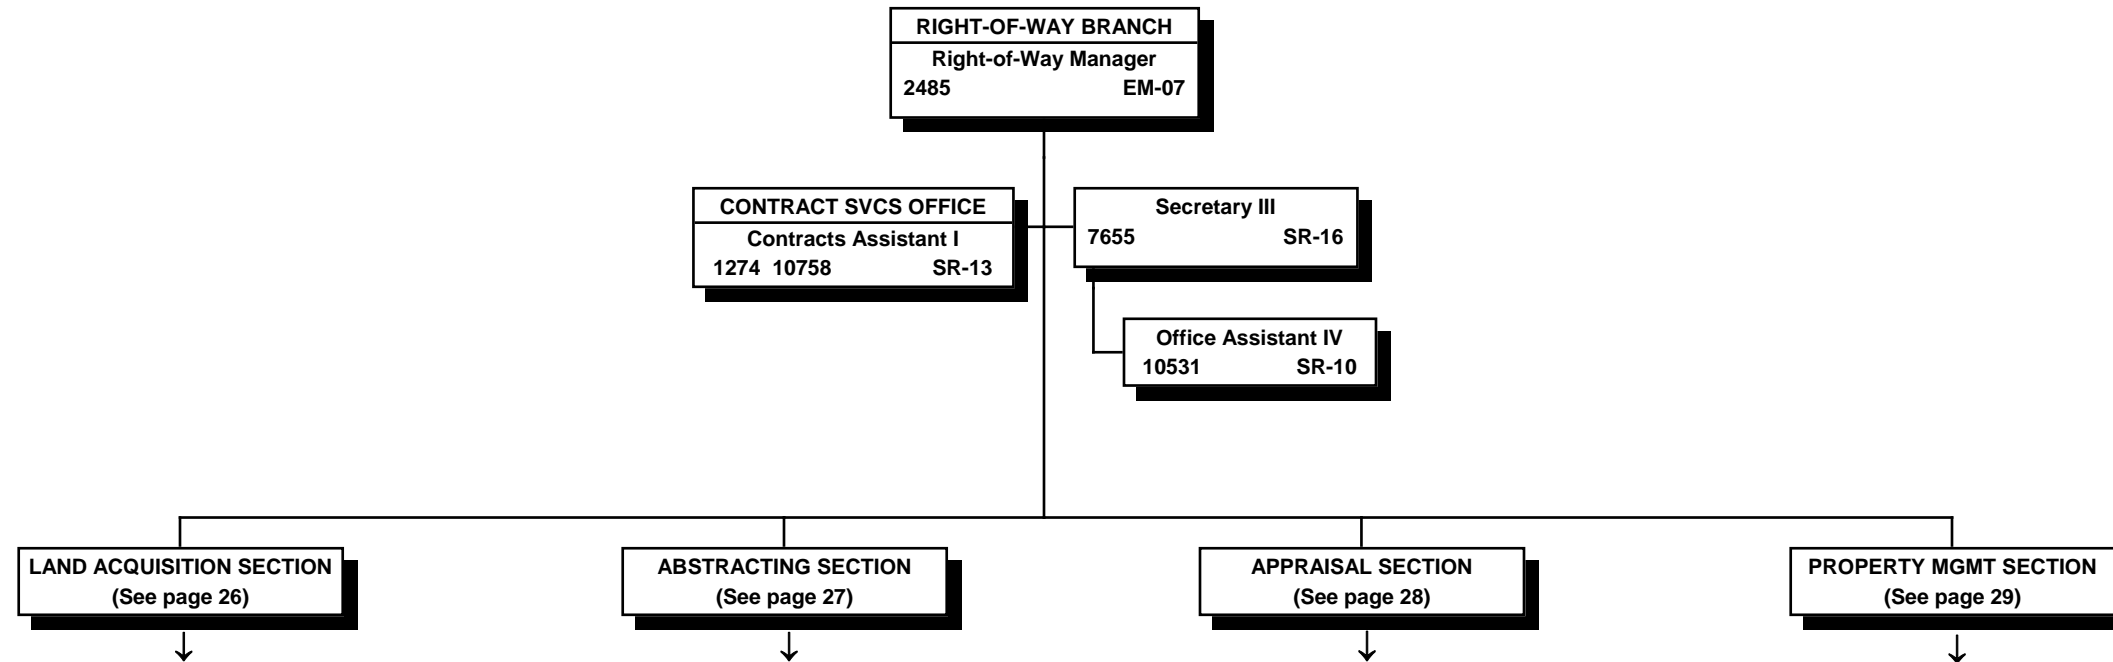 RIGHT-OF-WAY BRANCH
Right-of-Way Manager
2485 EM-07
CONTRACT SVCS OFFICE
Contracts Assistant I
1274 10758 SR-13
Secretary III
7655 SR-16
Office Assistant IV
10531 SR-10
LAND ACQUISITION SECTION
(See page 26)
ABSTRACTING SECTION
(See page 27)
APPRAISAL SECTION
(See page 28)
PROPERTY MGMT SECTION
(See page 29)